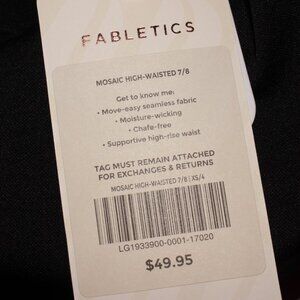 FABLETICS
MOSAIC HIGH-WAISTED 7/8
Get to know me:
• Move-easy seamless fabric
• Moisture-wicking
• Chafe-free
• Supportive high-rise waist
TAG MUST REMAIN ATTACHED
FOR EXCHANGES & RETURNS
MOSAIC HIGH-WAISTED 7/8 | XS/4
LG1933900-0001-17020
$49.95